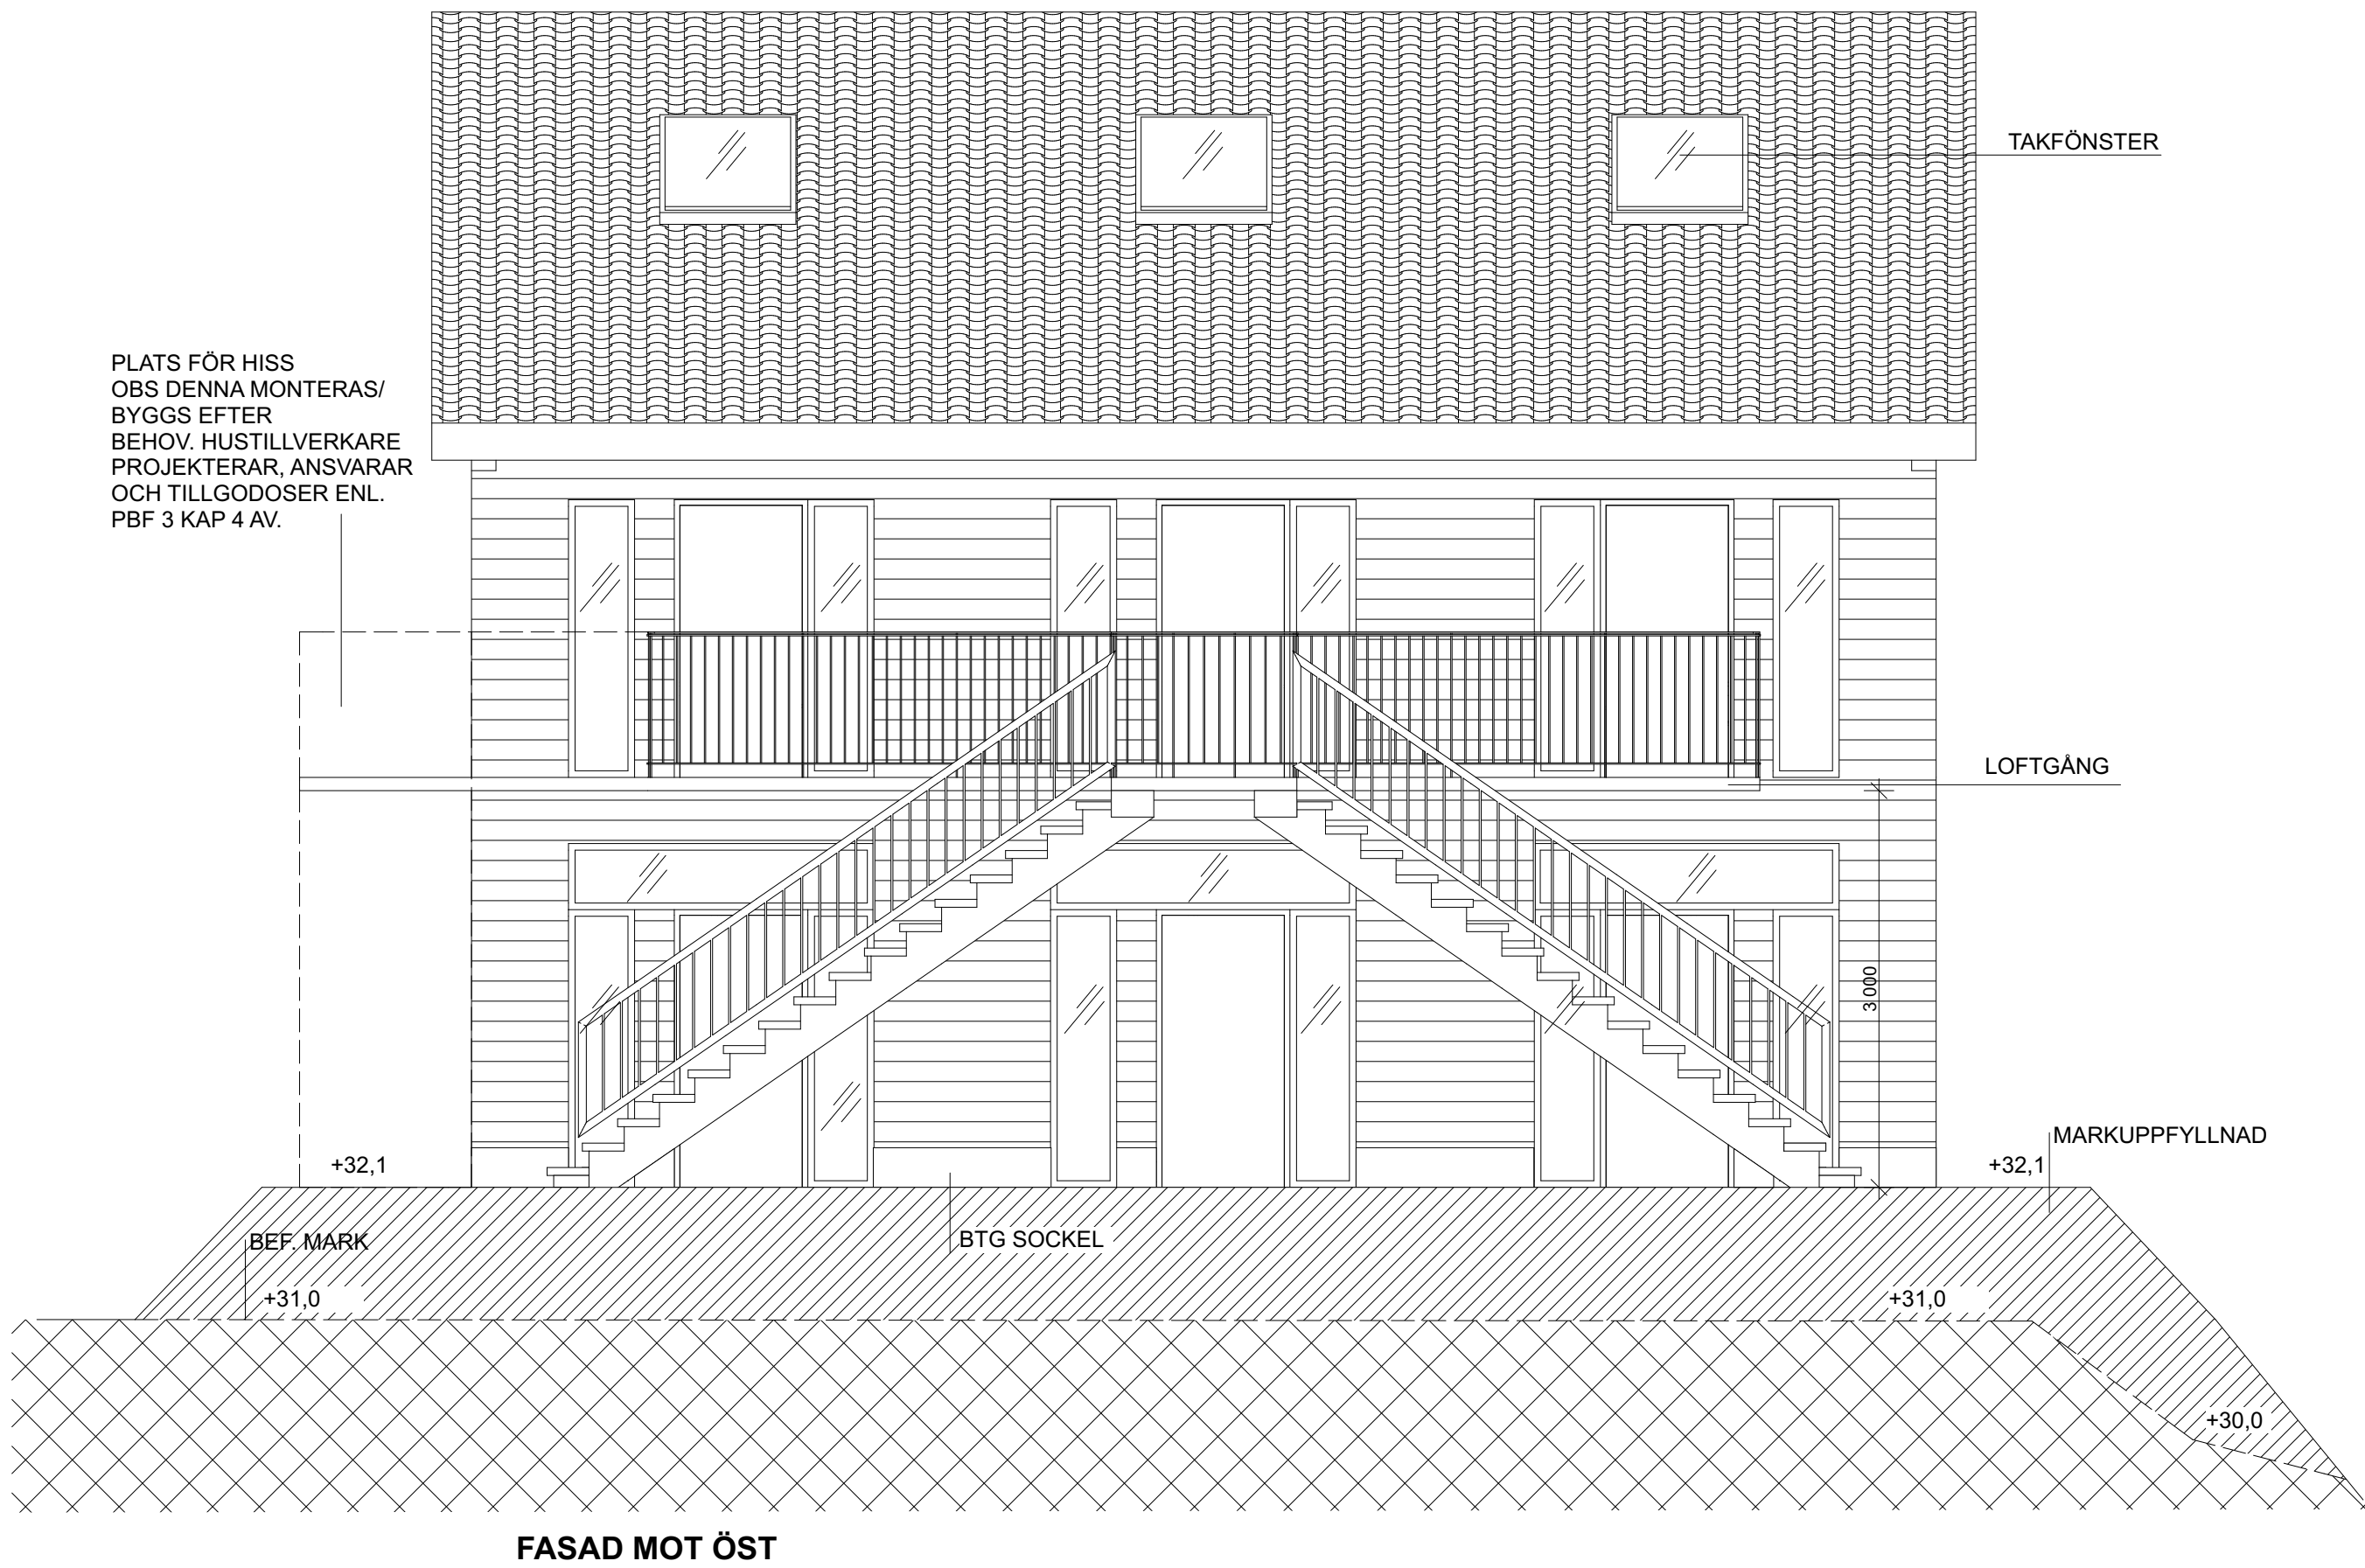 TAKFÖNSTER
PLATS FÖR HISS
OBS DENNA MONTERAS/
BYGGS EFTER
BEHOV. HUSTILLVERKARE
PROJEKTERAR, ANSVARAR
OCH TILLGODOSER ENL.
PBF 3 KAP 4 AV.
LOFTGÅNG
3 000
MARKUPPFYLLNAD
+32,1
+32,1
BEF. MARK
BTG SOCKEL
+31,0
+31,0
+30,0
FASAD MOT ÖST